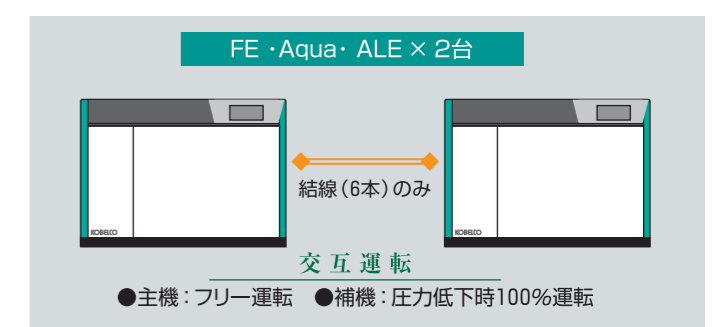 FE・Aqua・ALE×2台
結線（6本）のみ
KOBELCO
KOBELCO
交互運転
●主機：フリー運転 ●補機：圧力低下時100%運転